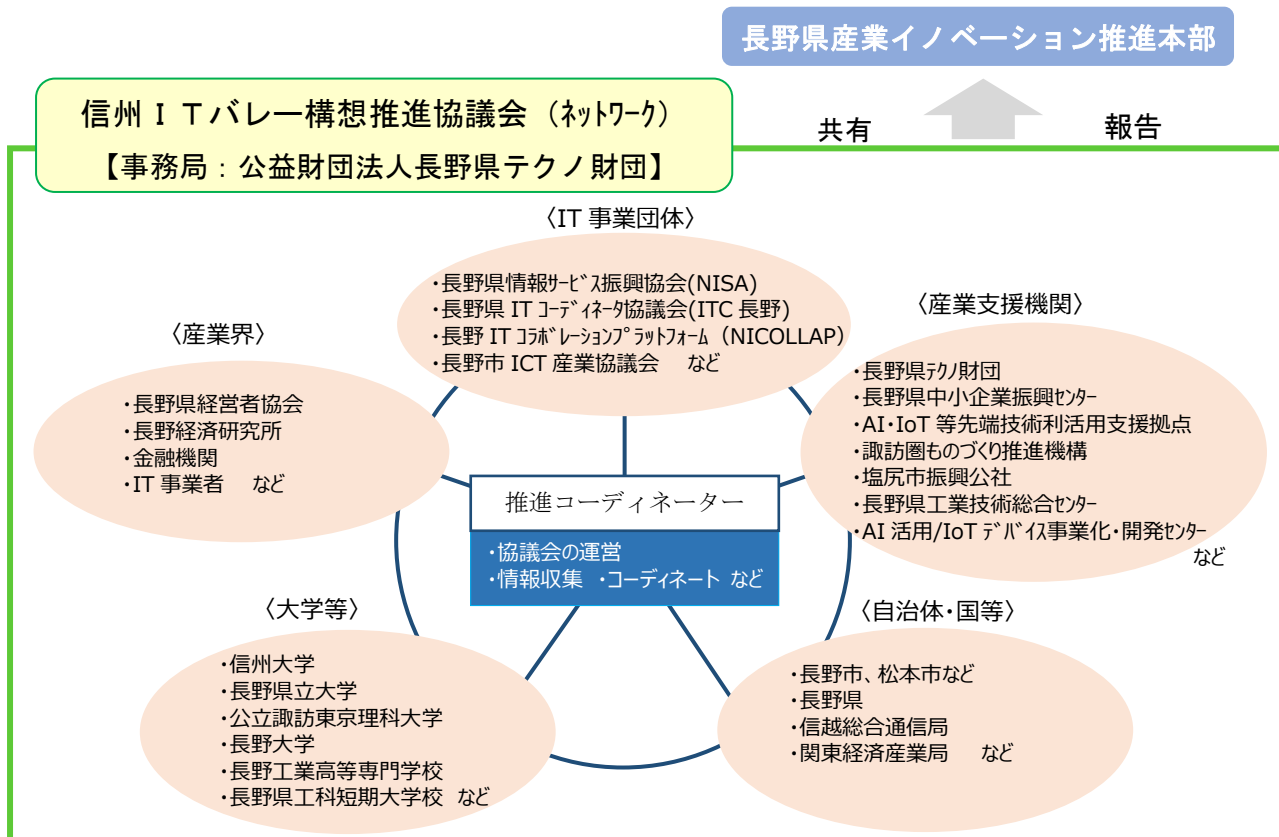 長野県産業イノベーション推進本部
信州ＩＴバレー構想推進協議会（ﾈｯﾄﾜｰｸ）
【事務局：公益財団法人長野県テクノ財団】
共有
報告
〈IT 事業団体〉
・長野県情報ｻｰﾋﾞｽ振興協会(NISA)
・長野県 IT ｺｰﾃﾞｨﾈｰﾀ協議会(ITC 長野)
・長野 IT ｺﾗﾎﾞﾚｰｼｮﾝﾌﾟﾗｯﾄﾌｫｰﾑ（NICOLLAP）
・長野市 ICT 産業協議会　など
〈産業界〉
・長野県経営者協会
・長野経済研究所
・金融機関
・IT 事業者　など
〈産業支援機関〉
・長野県ﾃｸﾉ財団
・長野県中小企業振興ｾﾝﾀｰ
・AI・IoT 等先端技術利活用支援拠点
・諏訪圏ものづくり推進機構
・塩尻市振興公社
・長野県工業技術総合ｾﾝﾀｰ
・AI 活用/IoT ﾃﾞﾊﾞｲｽ事業化・開発ｾﾝﾀｰ
など
推進コーディネーター
・協議会の運営
・情報収集 ・コーディネート など
〈大学等〉
・信州大学
・長野県立大学
・公立諏訪東京理科大学
・長野大学
・長野工業高等専門学校
・長野県工科短期大学校 など
〈自治体・国等〉
・長野市、松本市など
・長野県
・信越総合通信局
・関東経済産業局　など